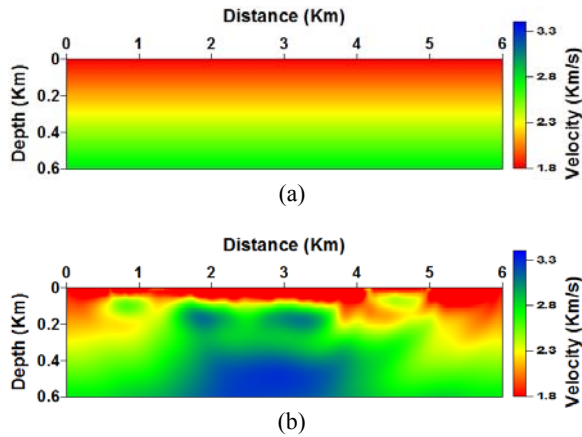 Distance (Km)
0 1 2 3 4 5 6
Depth (Km)
0
0.2
0.4
0.6
3.3
2.8
2.3
1.8
Velocity (Km/s)
(a)
Distance (Km)
0 1 2 3 4 5 6
Depth (Km)
0
0.2
0.4
0.6
3.3
2.8
2.3
1.8
Velocity (Km/s)
(b)